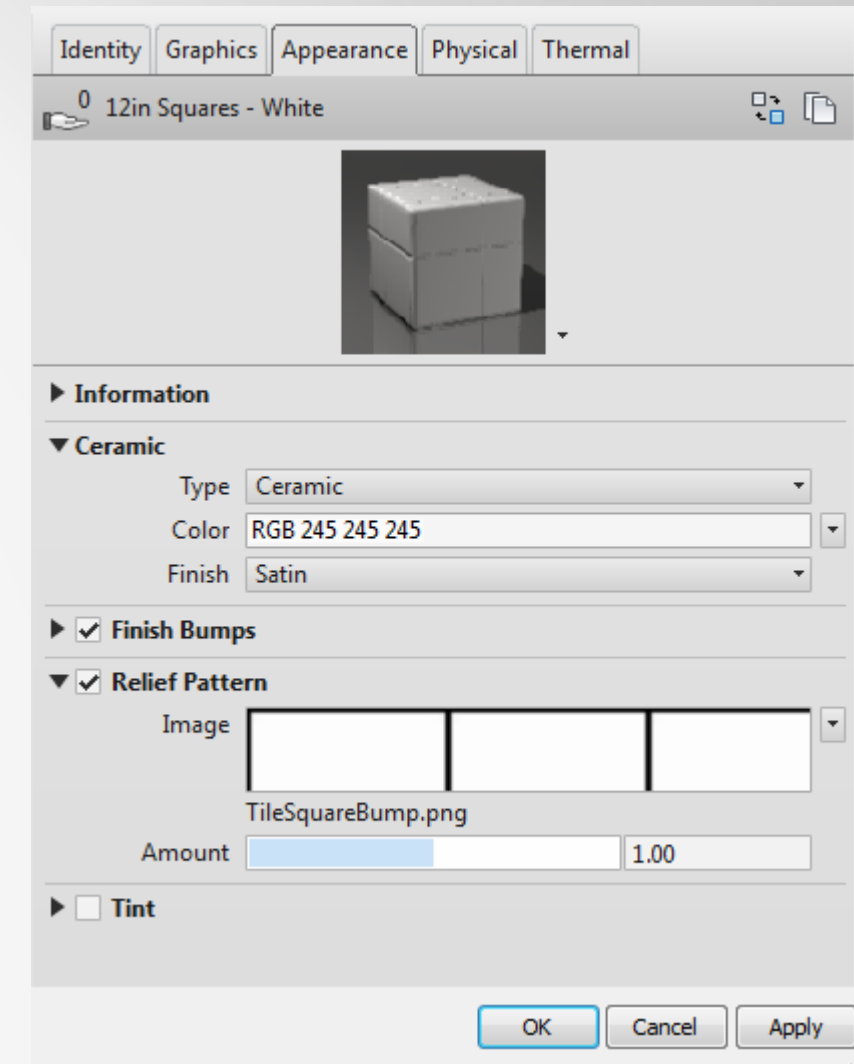 Identity Graphics Appearance Physical Thermal
0 12in Squares - White
Information
Ceramic
Type Ceramic
Color RGB 245 245 245
Finish Satin
Finish Bumps
Relief Pattern
Image
TileSquareBump.png
Amount 1.00
Tint
OK Cancel Apply